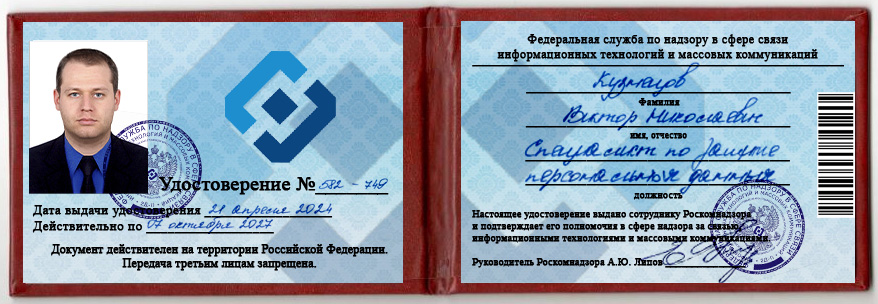 Удостоверение № 582 - 749
Дата выдачи удостоверения 21 апреля 2024
Действительно по 07 октября 2027
Документ действителен на территории Российской Федерации.
Передача третьим лицам запрещена.
Федеральная служба по надзору в сфере связи
информационных технологий и массовых коммуникаций
Кузнецов
Фамилия
Виктор Николаевич
имя, отчество
Специалист по защите
персональных данных
должность
Настоящее удостоверение выдано сотруднику Роскомнадзора
и подтверждает его полномочия в сфере надзора за связью,
информационными технологиями и массовыми коммуникациями
Руководитель Роскомнадзора А.Ю. Липов